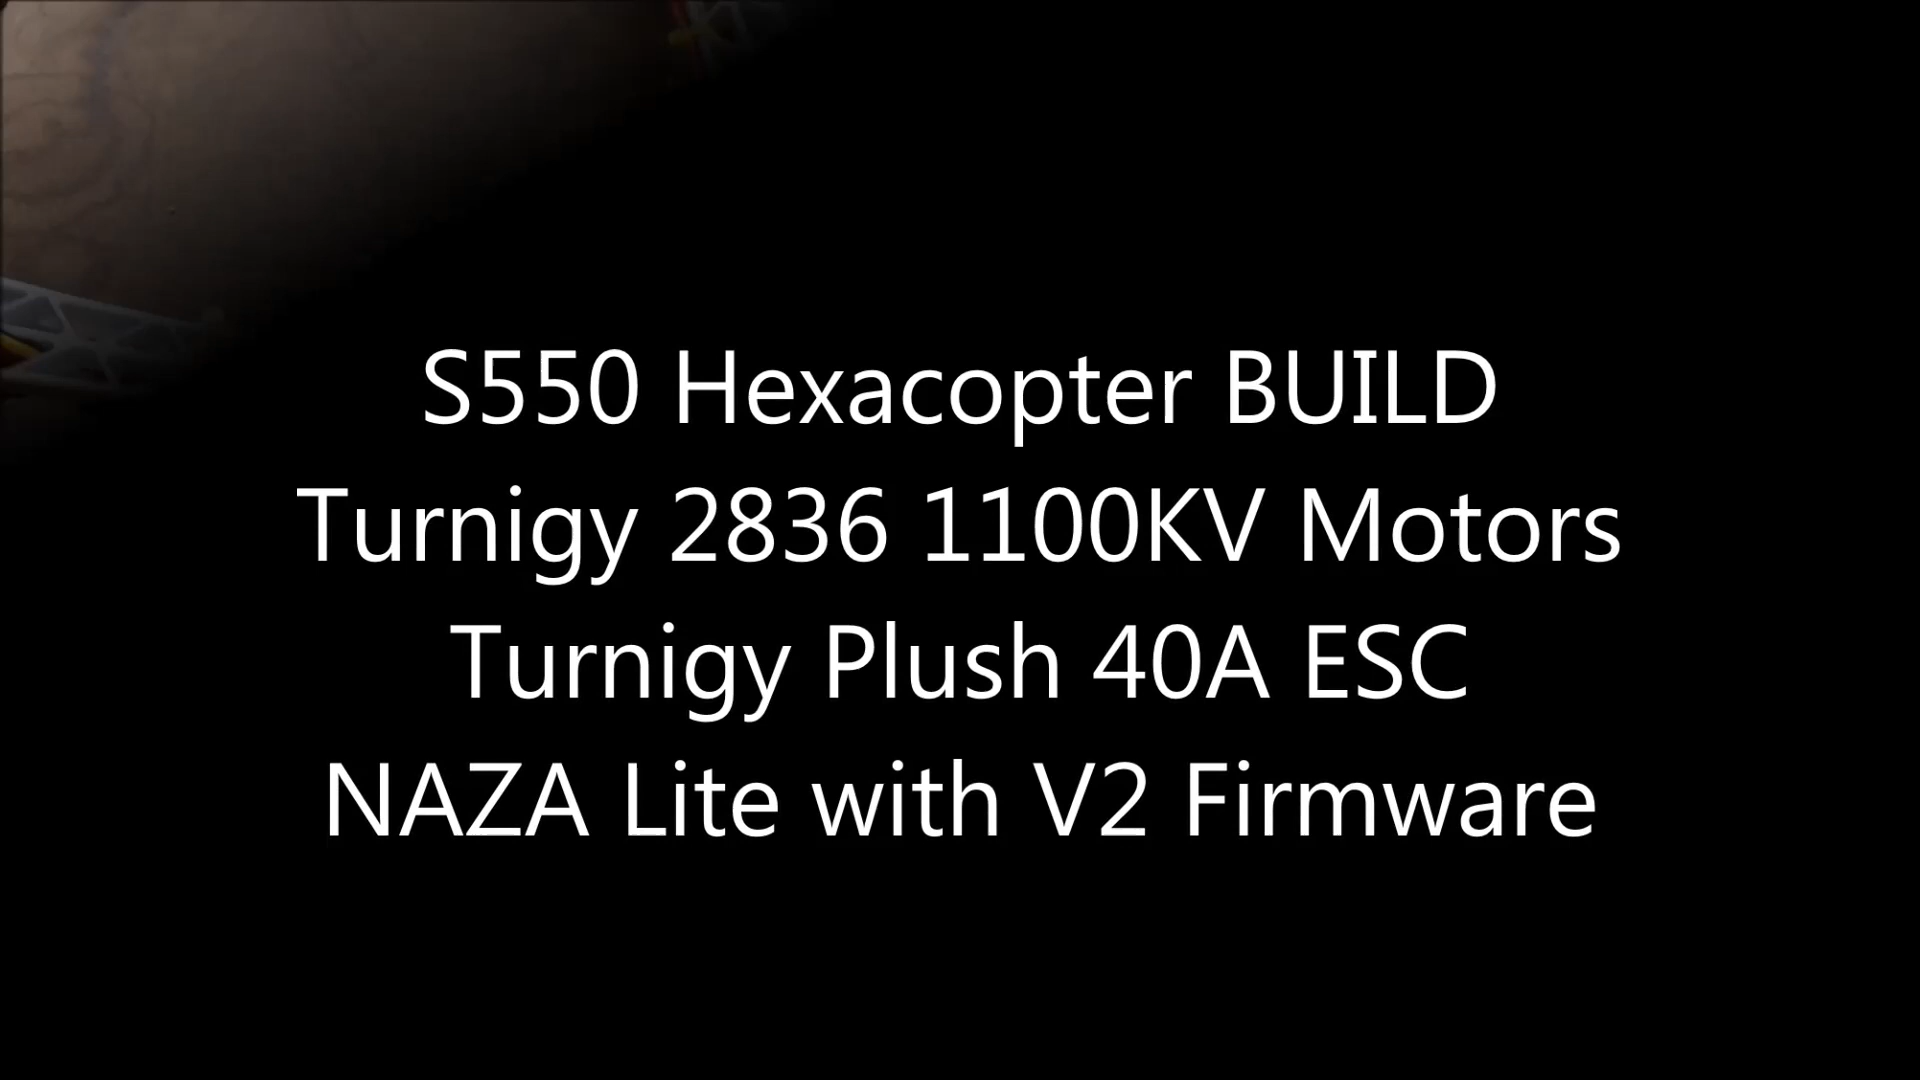 S550 Hexacopter BUILD
Turnigy 2836 1100KV Motors
Turnigy Plush 40A ESC
NAZA Lite with V2 Firmware